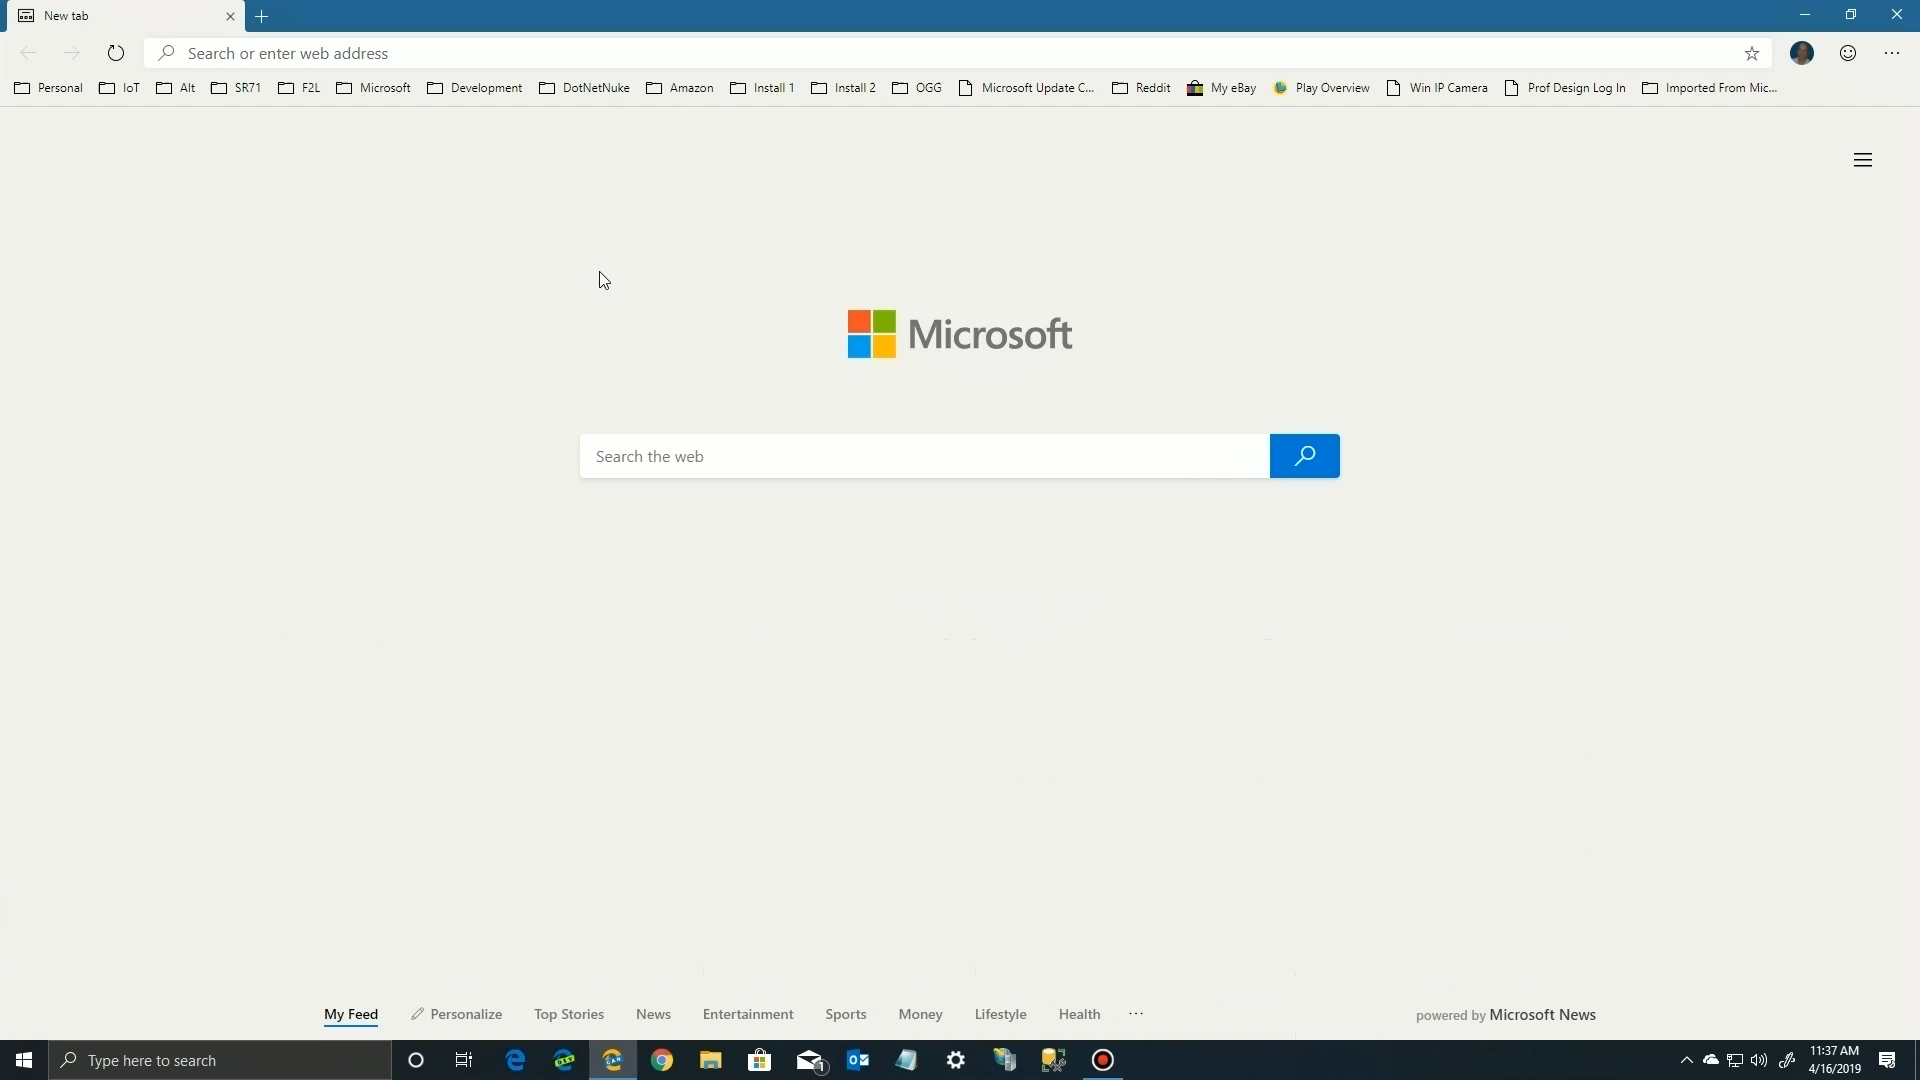 New tab
Search or enter web address
Personal IoT Alt SR71 F2L Microsoft Development DotNetNuke Amazon Install 1 Install 2 OGG Microsoft Update C... Reddit My eBay Play Overview Win IP Camera Prof Design Log In Imported From Mic...
Microsoft
Search the web
My Feed Personalize Top Stories News Entertainment Sports Money Lifestyle Health ... powered by Microsoft News
Type here to search
DEV
CAN
1
11:37 AM
4/16/2019